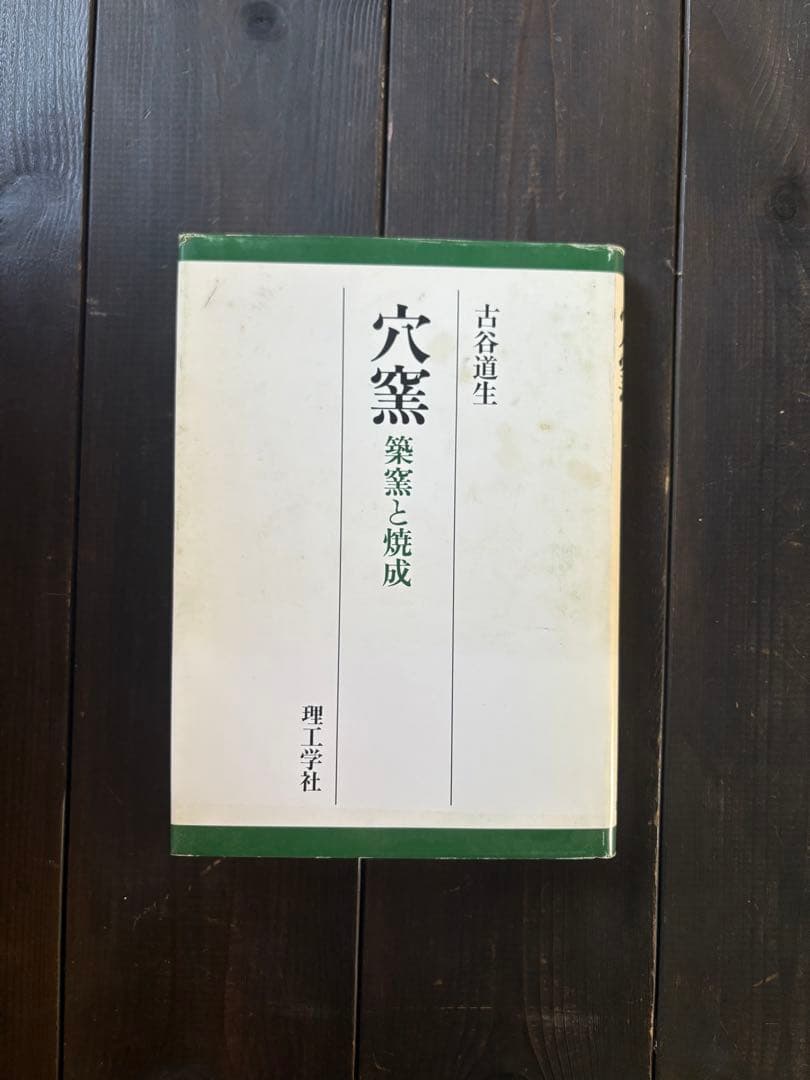 古谷道生
穴窯
築窯と焼成
理工学社